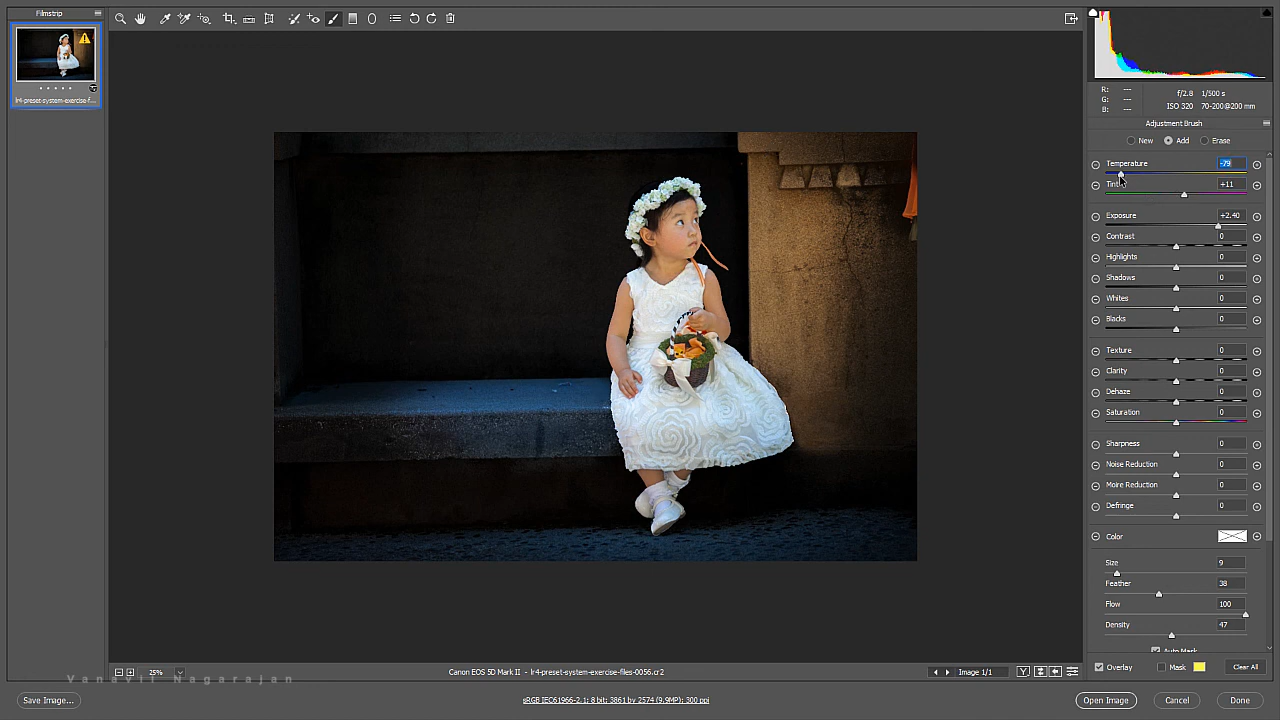 Filmstrip
lr4-preset-system-exercise-f...
R: ---
G: ---
B: ---
f/2.8 1/500 s
ISO 320 70-200@200 mm
Adjustment Brush
New Add Erase
Temperature -79
Tint +11
Exposure +2.40
Contrast 0
Highlights 0
Shadows 0
Whites 0
Blacks 0
Texture 0
Clarity 0
Dehaze 0
Saturation 0
Sharpness 0
Noise Reduction 0
Moire Reduction 0
Defringe 0
Color
Size 9
Feather 38
Flow 100
Density 47
Auto Mask
Overlay Mask Clear All
25%
Canon EOS 5D Mark II - lr4-preset-system-exercise-files-0056.cr2
Image 1/1
Y
Vanavil Nagarajan
Save Image...
sRGB IEC61966-2.1; 8 bit; 3861 by 2574 (9.9MP); 300 ppi
Open Image Cancel Done